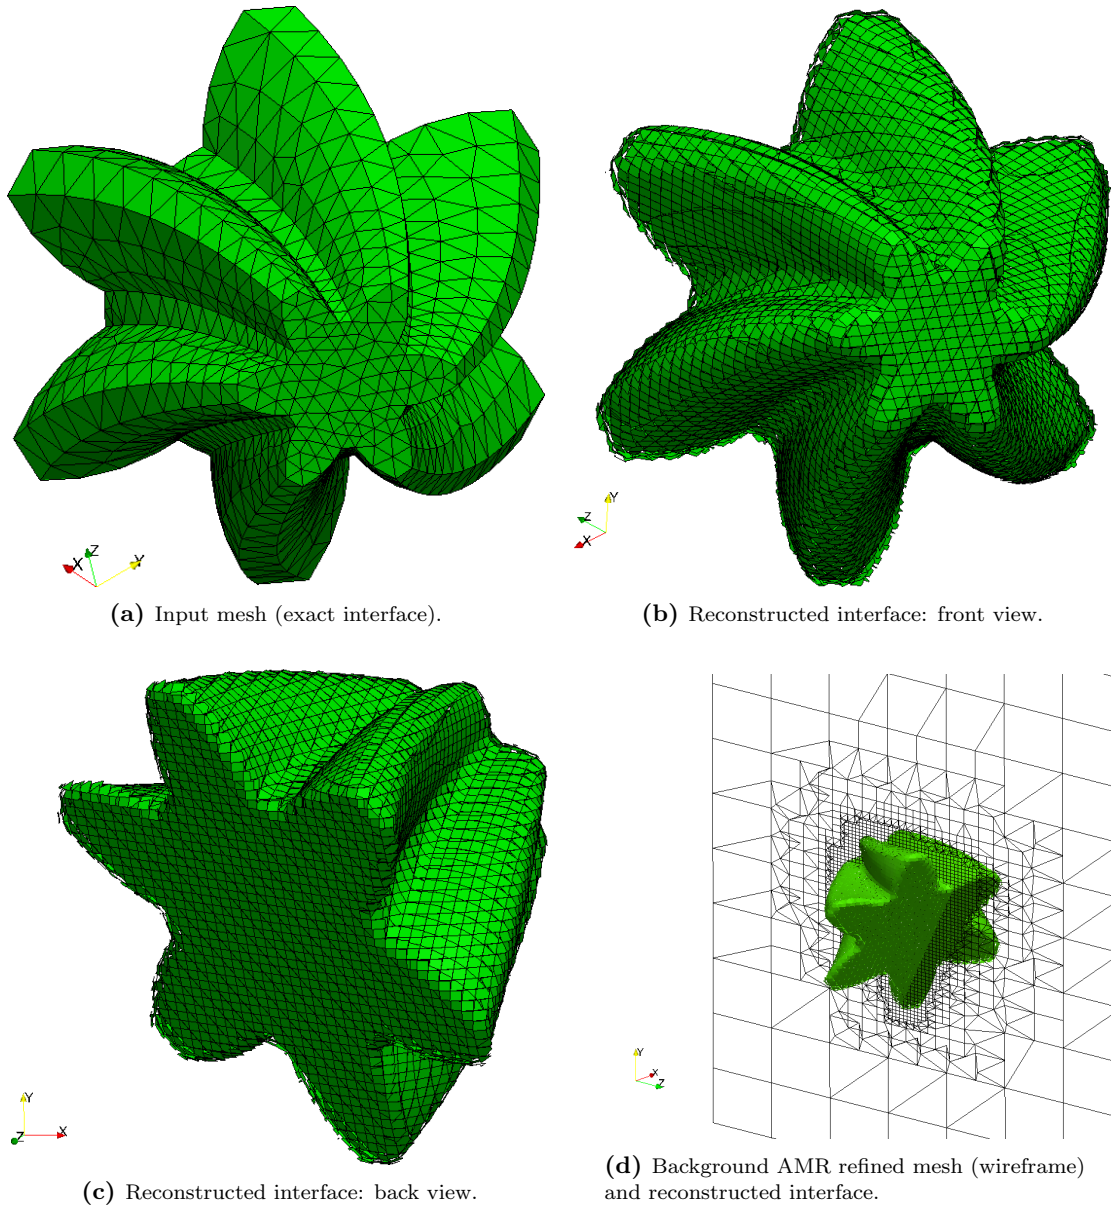 X Z Y
(a) Input mesh (exact interface).
Y
Z
X
(b) Reconstructed interface: front view.
Y
Z X
(c) Reconstructed interface: back view.
Y
X
Z
(d) Background AMR refined mesh (wireframe)
and reconstructed interface.